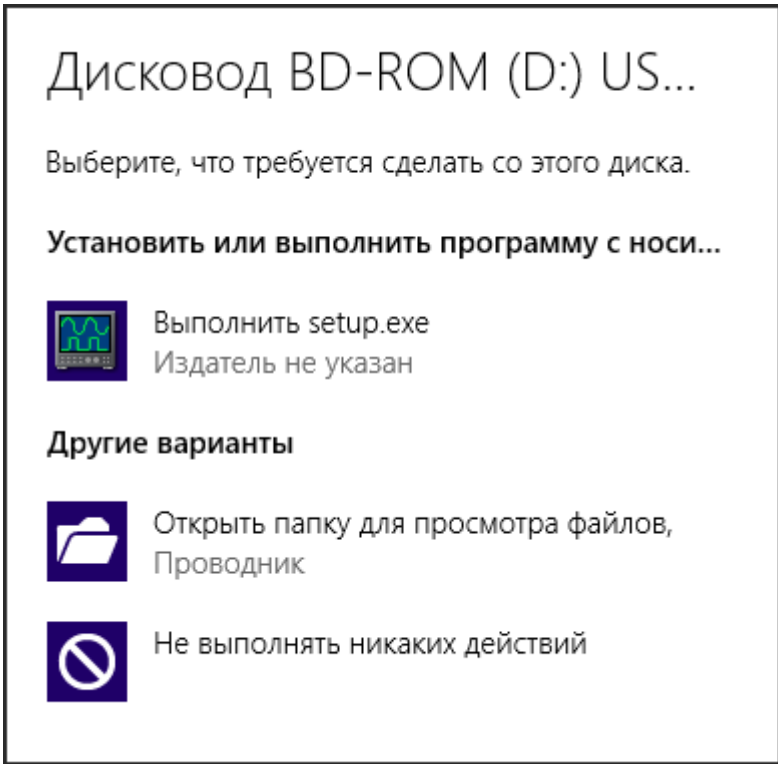 Дисковод BD-ROM (D:) US...
Выберите, что требуется сделать со этого диска.
Установить или выполнить программу с носи...
Выполнить setup.exe
Издатель не указан
Другие варианты
Открыть папку для просмотра файлов,
Проводник
Не выполнять никаких действий